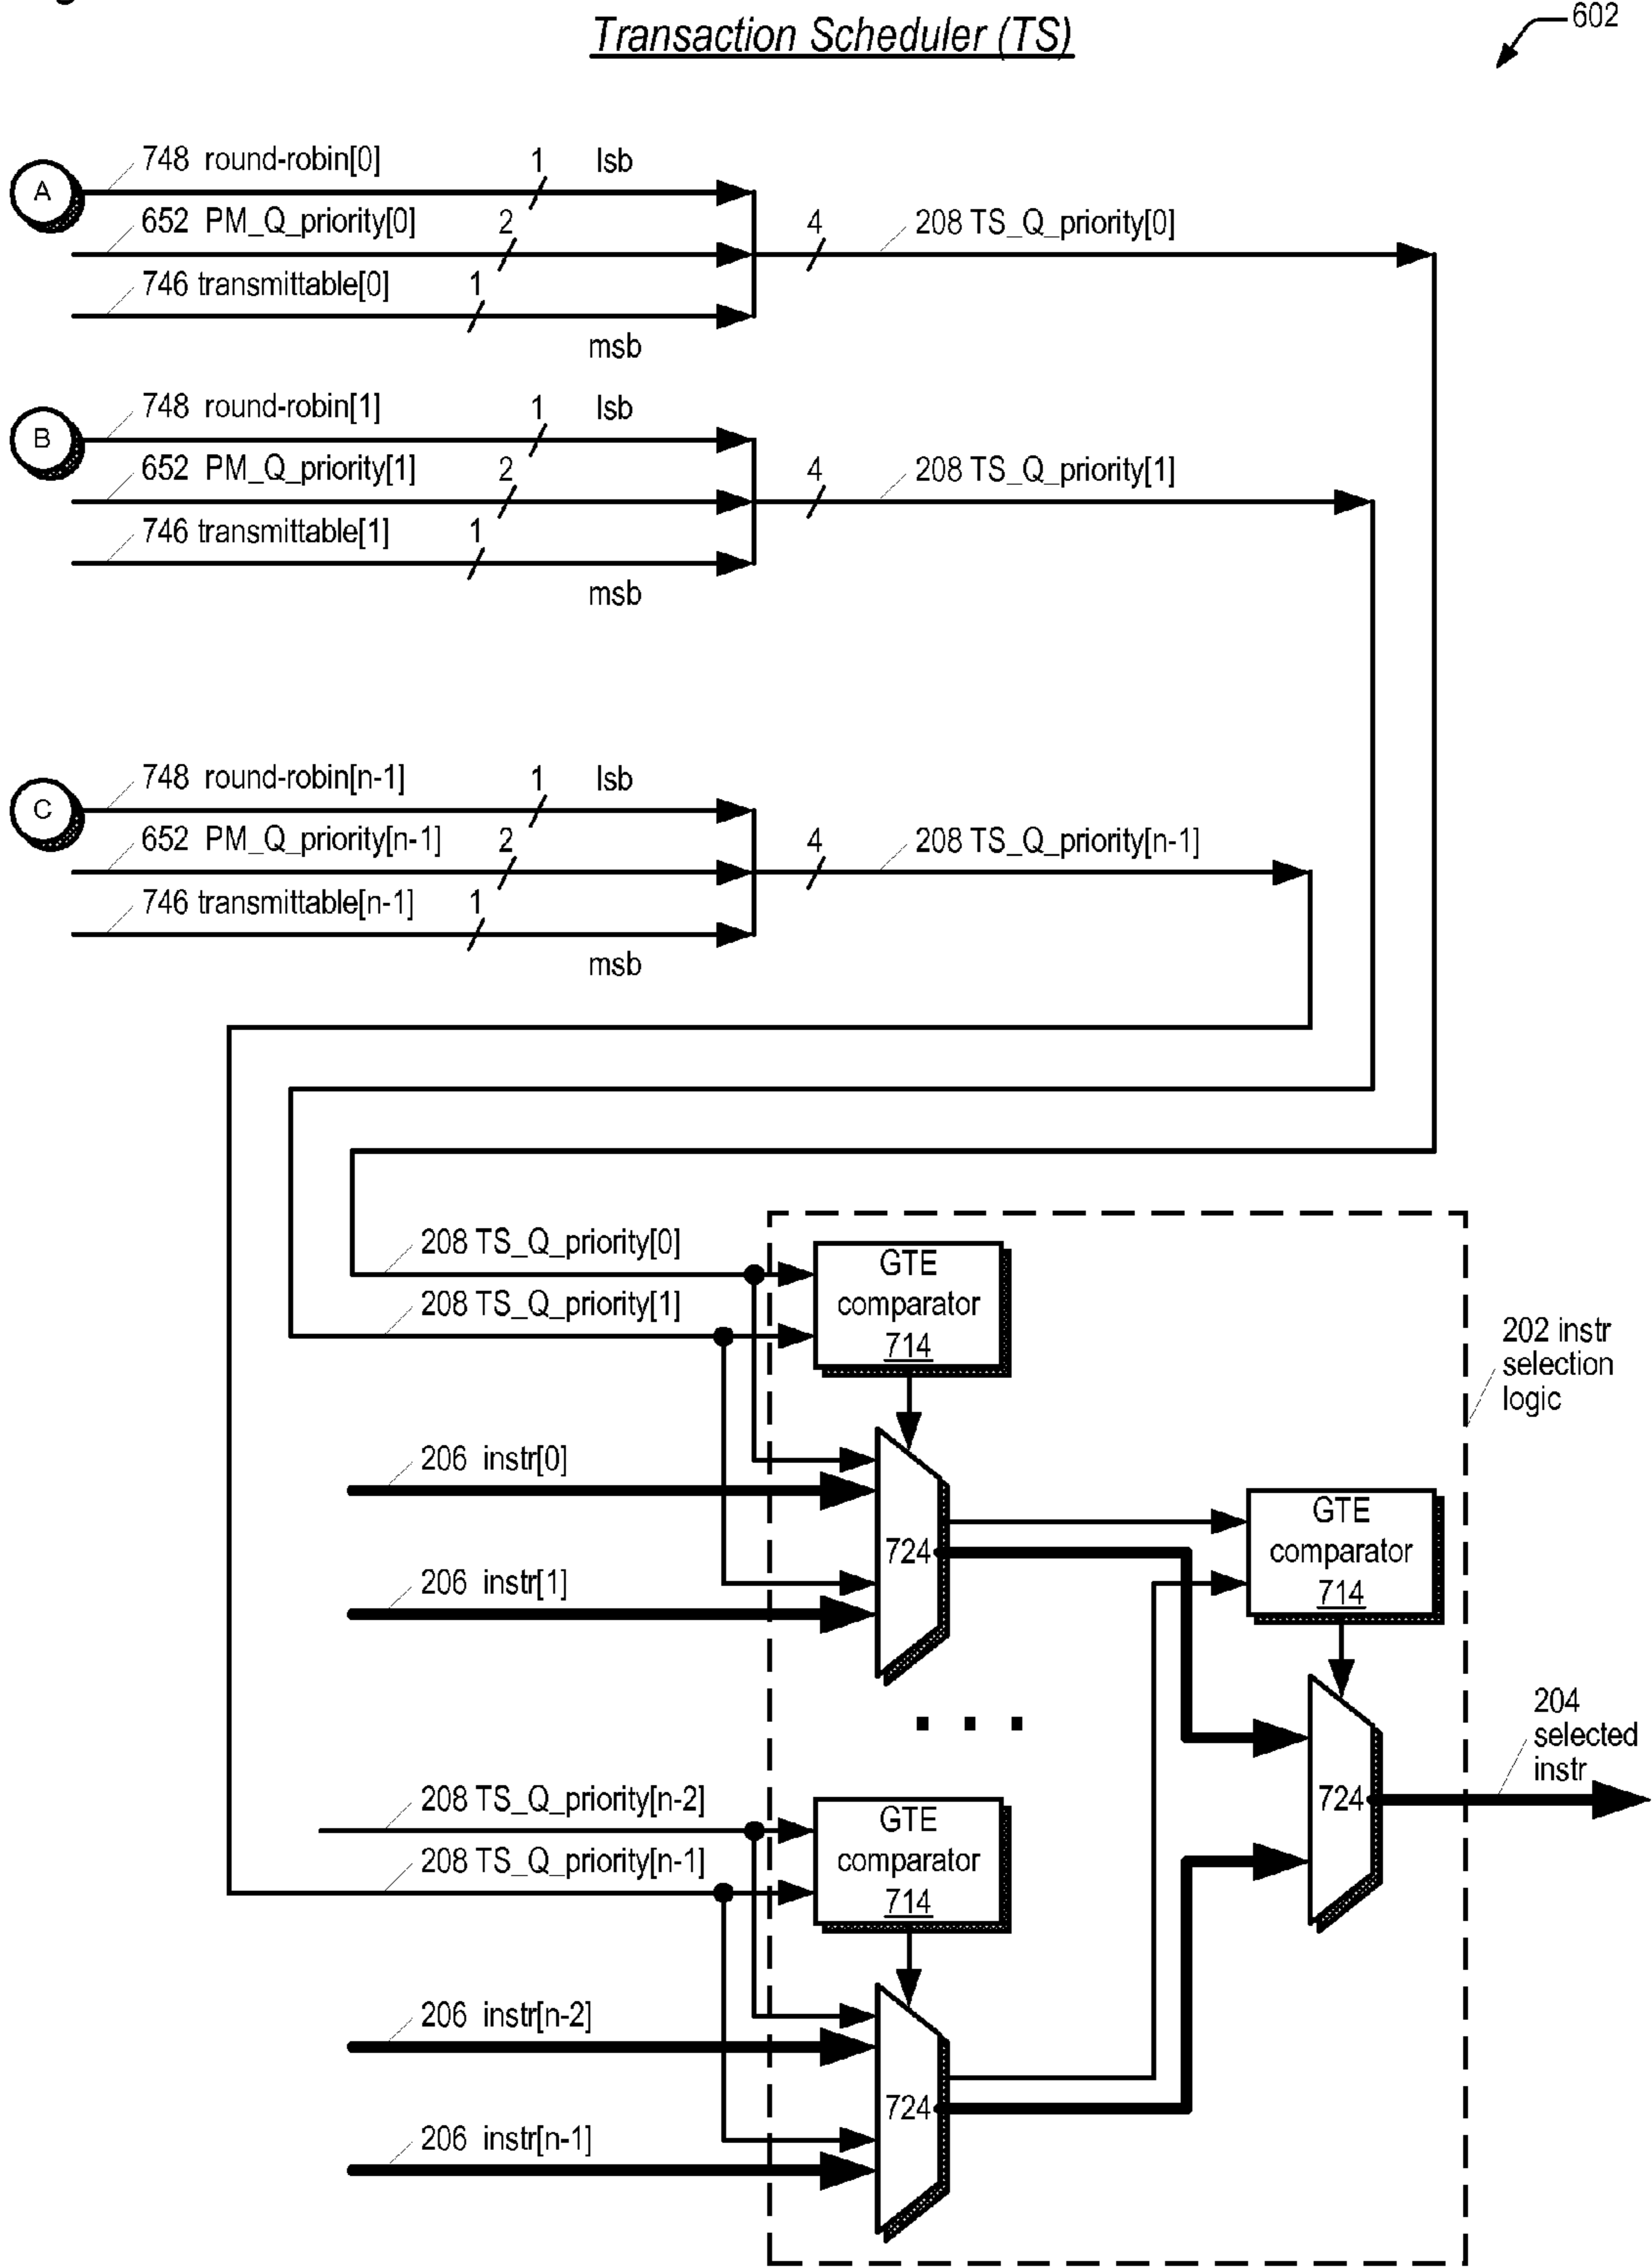 Transaction Scheduler (TS)
602
748 round-robin[0] 1 lsb
A
652 PM_Q_priority[0] 2 4 208 TS_Q_priority[0]
746 transmittable[0] 1
msb
748 round-robin[1] 1 lsb
B
652 PM_Q_priority[1] 2 4 208 TS_Q_priority[1]
746 transmittable[1] 1
msb
748 round-robin[n-1] 1 lsb
C
652 PM_Q_priority[n-1] 2 4 208 TS_Q_priority[n-1]
746 transmittable[n-1] 1
msb
208 TS_Q_priority[0]
208 TS_Q_priority[1]
GTE
comparator
714
202 instr
selection
logic
206 instr[0]
206 instr[1]
724
GTE
comparator
714
. . .
204
selected
instr
724
208 TS_Q_priority[n-2]
208 TS_Q_priority[n-1]
GTE
comparator
714
206 instr[n-2]
206 instr[n-1]
724